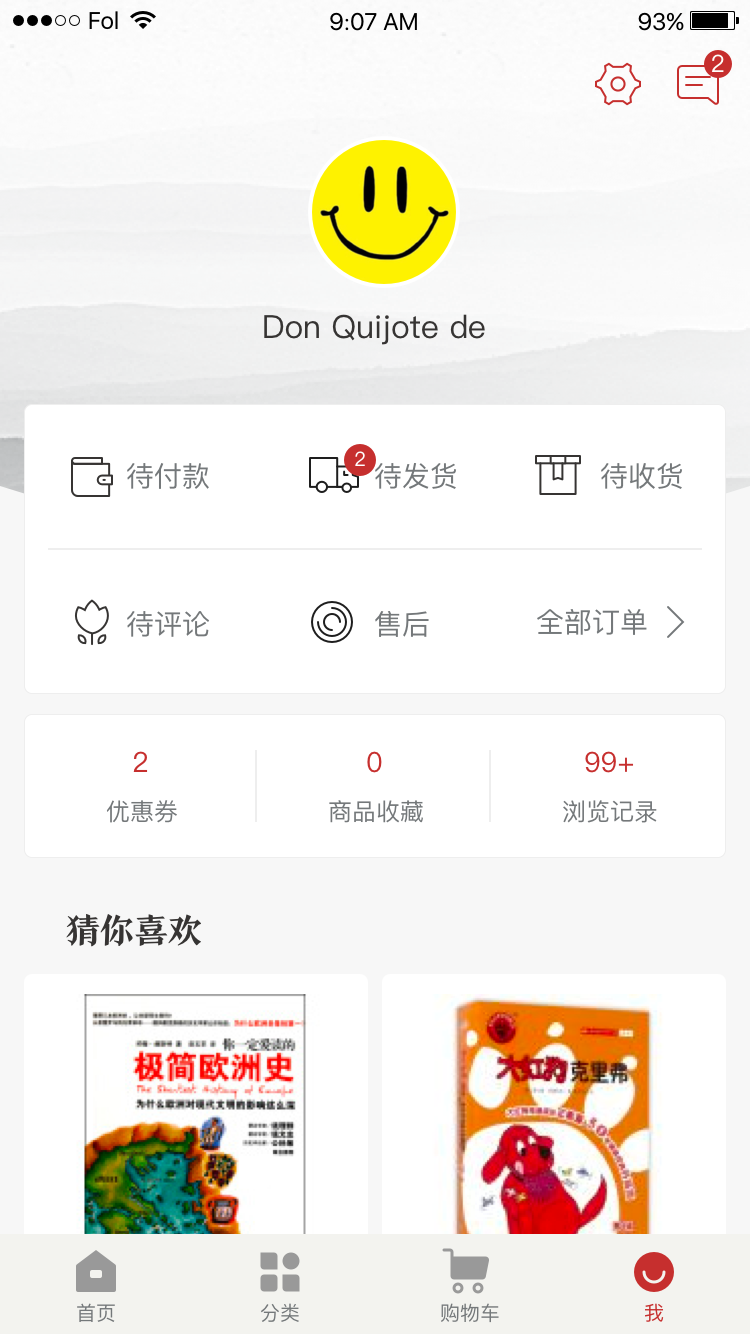 Fol 9:07 AM 93%
2
Don Quijote de
待付款 2 待发货 待收货
待评论 售后 全部订单
2 0 99+
优惠券 商品收藏 浏览记录
猜你喜欢
你一定爱读的
极简欧洲史
The Shortest History of Europe
为什么欧洲对现代文明的影响这么深
大红狗克里弗
首页 分类 购物车 我